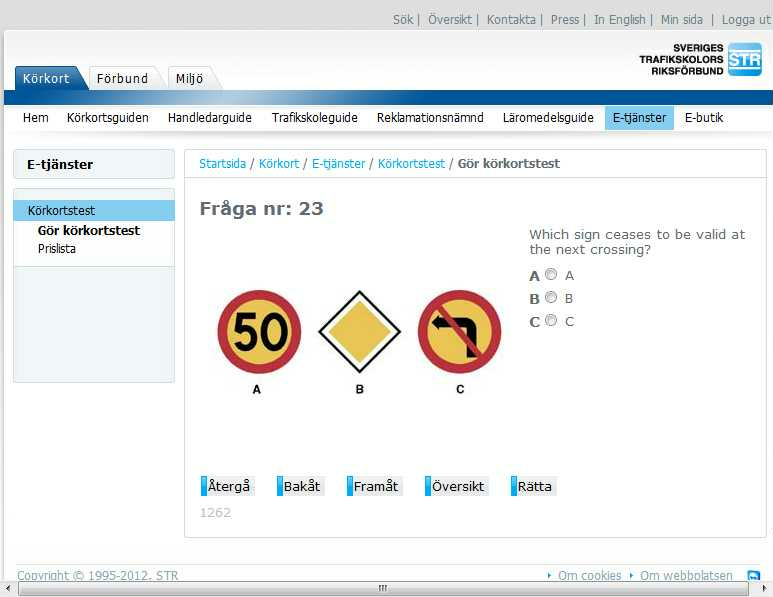 Sök | Översikt | Kontakta | Press | In English | Min sida | Logga ut
SVERIGES
TRAFIKSKOLORS
RIKSFÖRBUND
STR
Körkort Förbund Miljö
Hem Körkortsguiden Handledarguide Trafikskoleguide Reklamationsnämnd Läromedelsguide E-tjänster E-butik
E-tjänster
Startsida / Körkort / E-tjänster / Körkortstest / Gör körkortstest
Körkortstest
Gör körkortstest
Prislista
Fråga nr: 23
Which sign ceases to be valid at
the next crossing?
A A
B B
C C
50
A B C
Återgå Bakåt Framåt Översikt Rätta
1262
Copyright © 1995-2012, STR Om cookies Om webbplatsen